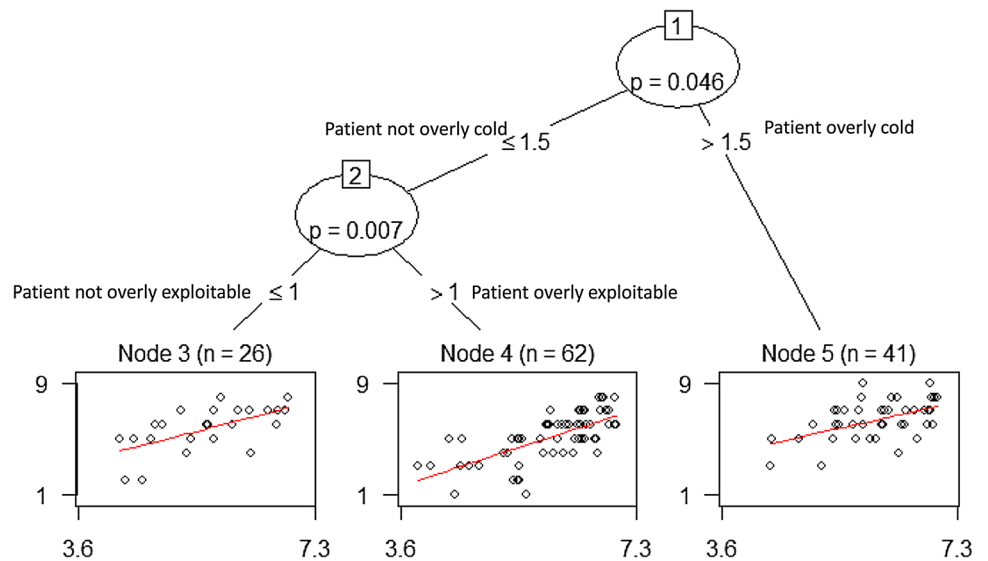 1
p = 0.046
Patient not overly cold
≤ 1.5
> 1.5
Patient overly cold
2
p = 0.007
Patient not overly exploitable
≤ 1
> 1
Patient overly exploitable
Node 3 (n = 26)
Node 4 (n = 62)
Node 5 (n = 41)
9
1
3.6
7.3
9
1
3.6
7.3
9
1
3.6
7.3